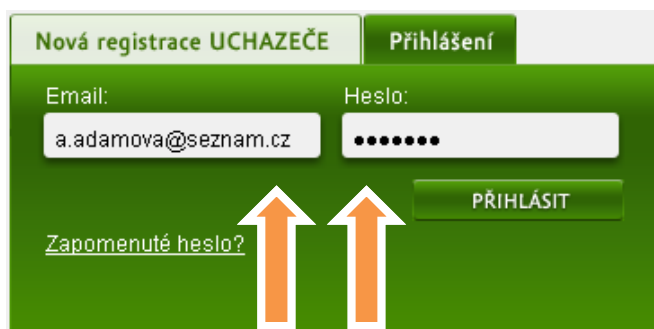 Nová registrace UCHAZEČE Přihlášení
Email: Heslo:
a.adamova@seznam.cz •••••••
PŘIHLÁSIT
Zapomenuté heslo?